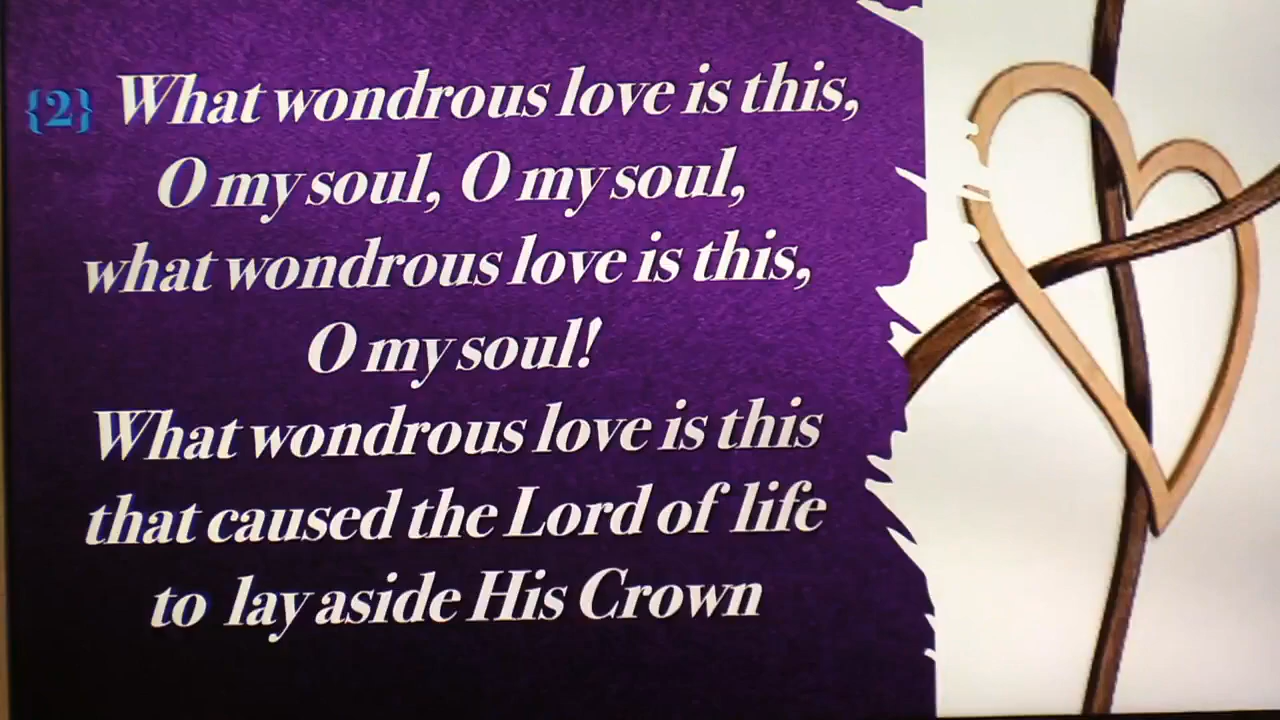 {2} What wondrous love is this,
O my soul, O my soul,
what wondrous love is this,
O my soul!
What wondrous love is this
that caused the Lord of life
to lay aside His Crown